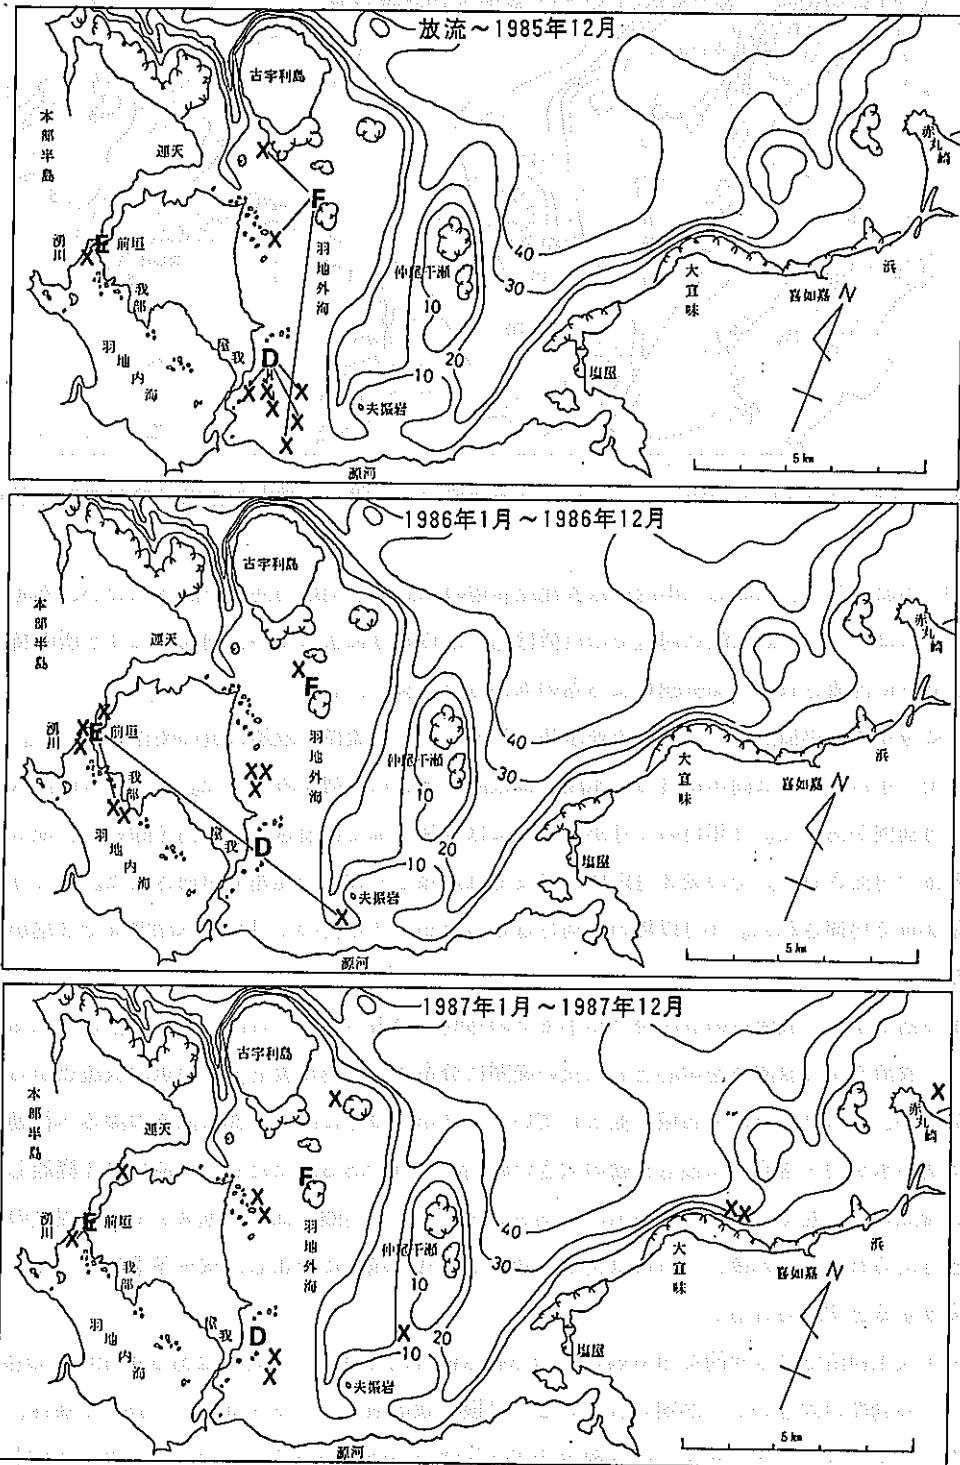 放流～1985年12月
古宇利島
本部半島
運天
赤丸崎
F
湧川
E
前垣
羽地外海
仲尾干瀬
40
30
大宜味
浜
喜如嘉
N
我部
10
羽地内海
屋我
D
20
10
塩屋
夫振岩
源河
5 km
1986年1月～1986年12月
古宇利島
本部半島
運天
赤丸崎
F
湧川
E
前垣
羽地外海
仲尾干瀬
40
30
大宜味
浜
喜如嘉
N
我部
10
羽地内海
屋我
D
20
10
塩屋
夫振岩
源河
5 km
1987年1月～1987年12月
古宇利島
本部半島
運天
赤丸崎
F
湧川
E
前垣
羽地外海
仲尾干瀬
40
30
大宜味
浜
喜如嘉
N
我部
10
羽地内海
屋我
D
20
10
塩屋
夫振岩
源河
5 km